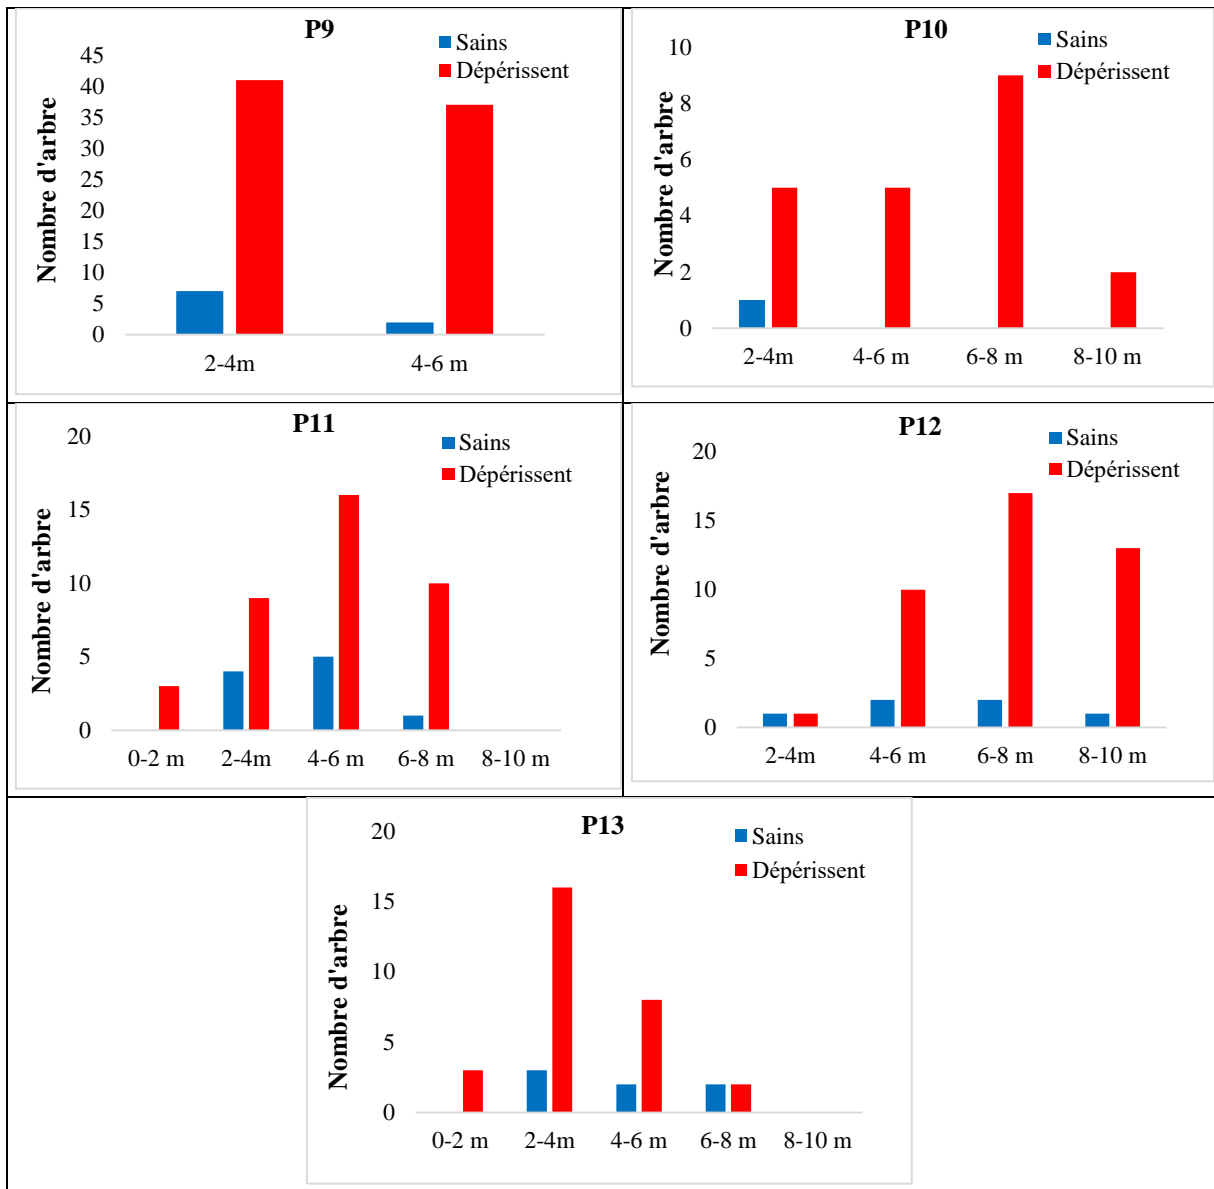 P9
Sains
Dépérissent
Nombre d'arbre
45
40
35
30
25
20
15
10
5
0
2-4m 4-6 m
P10
Sains
Dépérissent
Nombre d'arbre
10
8
6
4
2
0
2-4m 4-6 m 6-8 m 8-10 m
P11
Sains
Dépérissent
Nombre d'arbre
20
15
10
5
0
0-2 m 2-4m 4-6 m 6-8 m 8-10 m
P12
Sains
Dépérissent
Nombre d'arbre
20
15
10
5
0
2-4m 4-6 m 6-8 m 8-10 m
P13
Sains
Dépérissent
Nombre d'arbre
20
15
10
5
0
0-2 m 2-4m 4-6 m 6-8 m 8-10 m